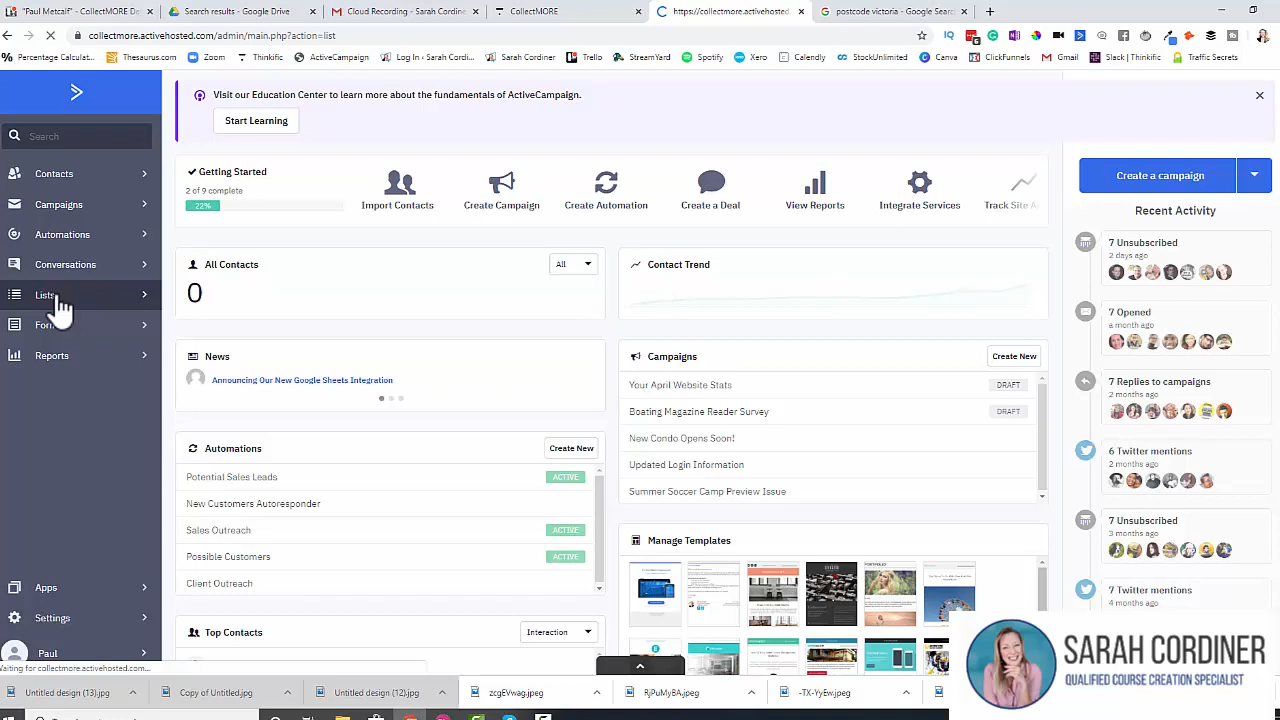 "Paul Metcalf" - CollectMORE De
Search results - Google Drive
Cloud Recording - Sarah Cordine
CollectMORE
https://collectmore.activehosted.c
postcode victoria - Google Sear
collectmore.activehosted.com/admin/main.php?action=list
Percentage Calculat...
Thesaurus.com
Zoom
Thinkific
ActiveCampaign
Log In ‹ Sarah Cordi...
Sarah Cordiner
Trello
StreamYard
Spotify
Xero
Calendly
StockUnlimited
Canva
ClickFunnels
Gmail
Slack | Thinkific
Traffic Secrets
Visit our Education Center to learn more about the fundamentals of ActiveCampaign.
Start Learning
Search
Contacts
Campaigns
Automations
Conversations
Lists
For
Reports
Apps
Settings
Getting Started
2 of 9 complete
22%
Import Contacts
Create Campaign
Create Automation
Create a Deal
View Reports
Integrate Services
Track Site A
All Contacts
All
0
Contact Trend
News
Announcing Our New Google Sheets Integration
Campaigns
Create New
Your April Website Stats
DRAFT
Boating Magazine Reader Survey
DRAFT
New Condo Opens Soon!
Updated Login Information
Summer Soccer Camp Preview Issue
Automations
Create New
Potential Sales Leads
ACTIVE
New Customers Autoresponder
Sales Outreach
ACTIVE
Possible Customers
ACTIVE
Client Outreach
Manage Templates
Top Contacts
Interaction
Create a campaign
Recent Activity
7 Unsubscribed
2 days ago
7 Opened
a month ago
7 Replies to campaigns
2 months ago
6 Twitter mentions
2 months ago
7 Unsubscribed
3 months ago
7 Twitter mentions
4 months ago
Waiting for collectmore.activehosted.com...
Untitled design (13).jpg
Copy of Untitled.jpg
Untitled design (12).jpg
zcgEVwag.jpeg
RjPuMyBA.jpeg
-TX-YyEw.jpeg
SARAH CORDINER
QUALIFIED COURSE CREATION SPECIALIST